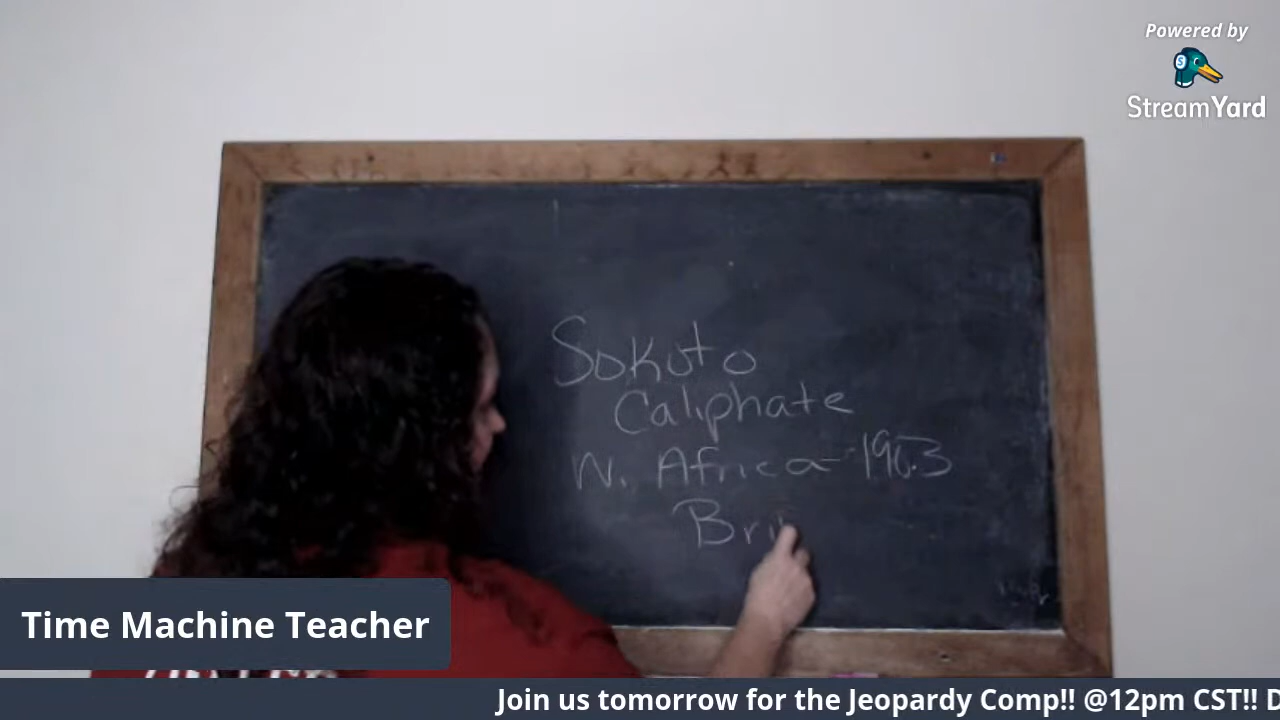 Powered by
StreamYard
Sokoto
Caliphate
W. Africa - 1903
Bri
Time Machine Teacher
Join us tomorrow for the Jeopardy Comp!! @12pm CST!! D